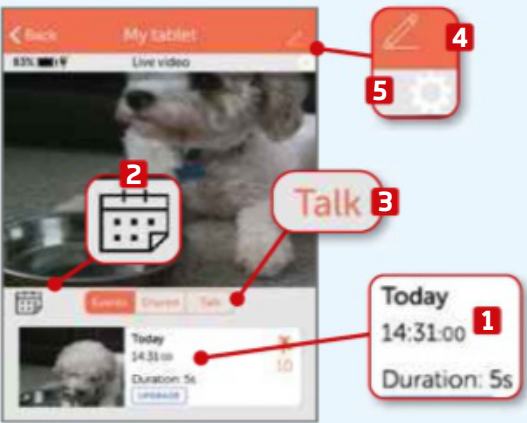 Back
My tablet
4
83%
Live video
5
2
Talk
3
Events Shared Talk
Today
14:31:00
Duration: 5s
1
Today
14:31:00
10
Duration: 5s
UPGRADE